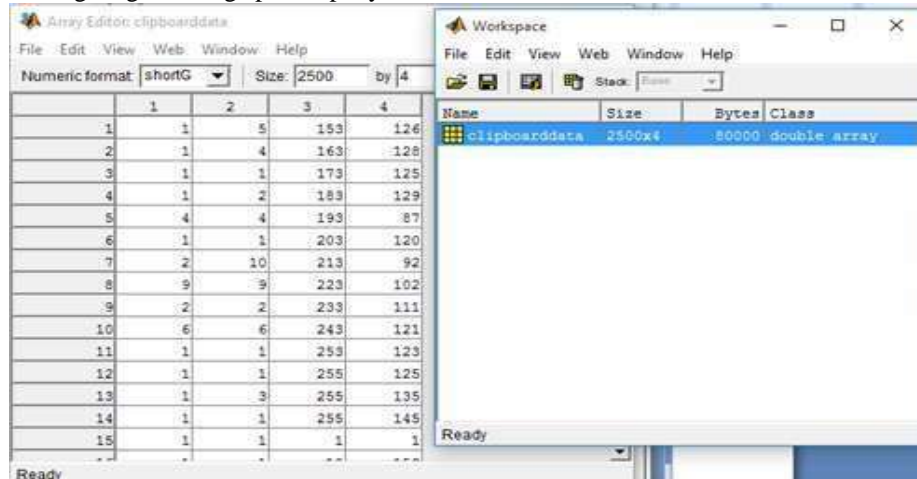 Array Editor: clipboarddata
File Edit View Web Window Help
Numeric format: shortG Size: 2500 by 4
1 2 3 4
1 1 5 153 126
2 1 4 163 128
3 1 1 173 125
4 1 2 183 129
5 4 4 193 87
6 1 1 203 120
7 2 10 213 92
8 9 9 223 102
9 2 2 233 111
10 6 6 243 121
11 1 1 253 123
12 1 1 255 125
13 1 3 255 135
14 1 1 255 145
15 1 1 1 1
Ready
Workspace
File Edit View Web Window Help
Stack: Base
Name Size Bytes Class
clipboarddata 2500x4 80000 double array
Ready